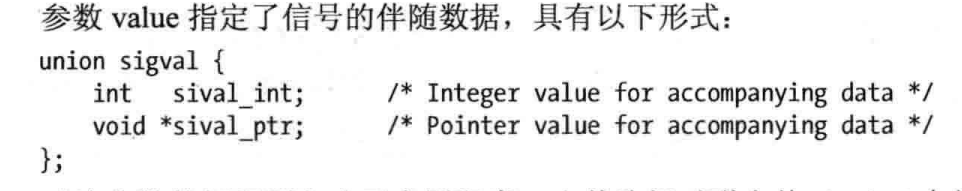 参数 value 指定了信号的伴随数据，具有以下形式：
union sigval {
    int   sival_int;       /* Integer value for accompanying data */
    void *sival_ptr;       /* Pointer value for accompanying data */
};